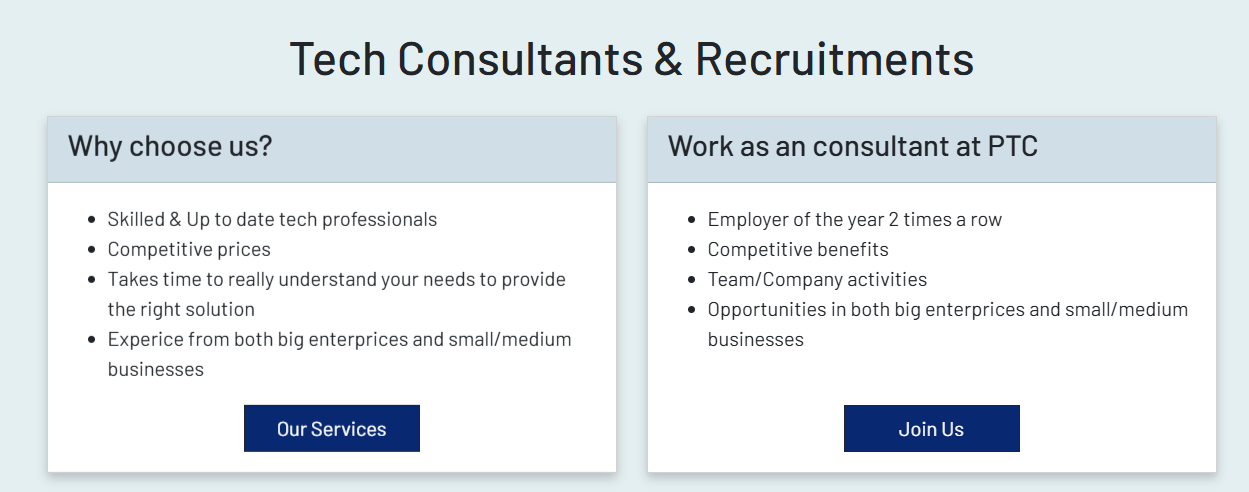 Tech Consultants & Recruitments
Why choose us?
Skilled & Up to date tech professionals
Competitive prices
Takes time to really understand your needs to provide
the right solution
Experice from both big enterprices and small/medium
businesses
Our Services
Work as an consultant at PTC
Employer of the year 2 times a row
Competitive benefits
Team/Company activities
Opportunities in both big enterprices and small/medium
businesses
Join Us